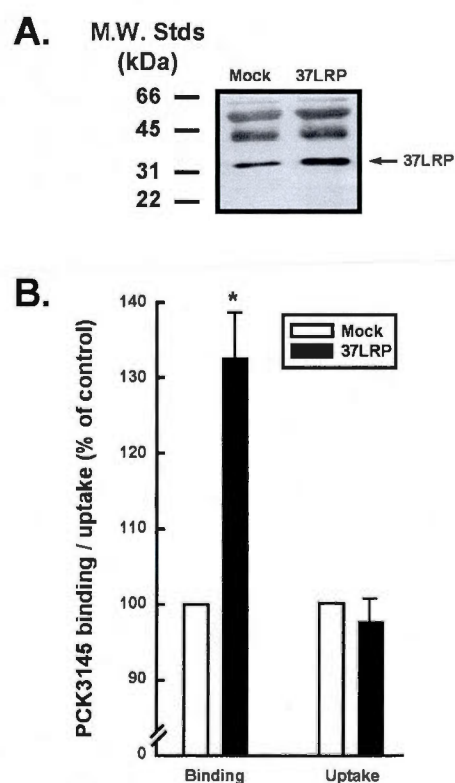 A.
M.W. Stds
(kDa)
Mock 37LRP
66
45
31
22
37LRP
B.
PCK3145 binding / uptake (% of control)
140
130
120
110
100
90
0
*
Mock
37LRP
Binding Uptake